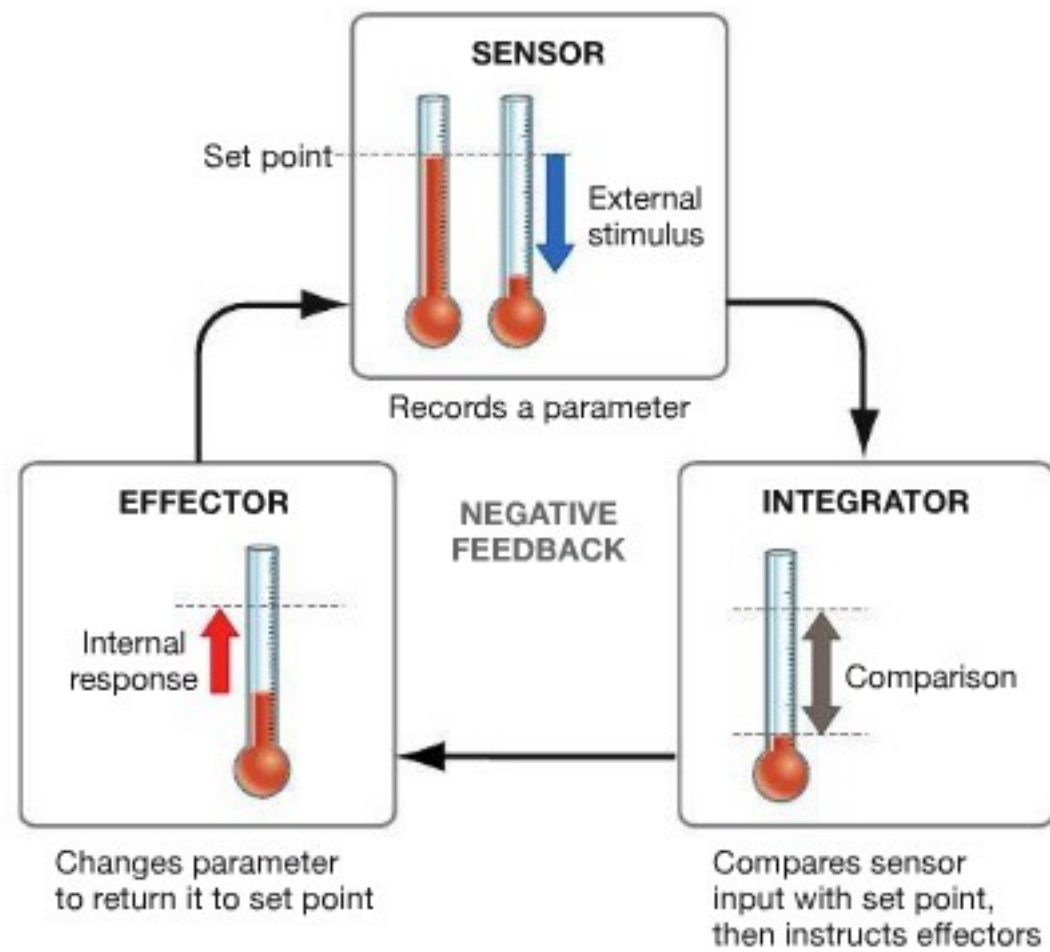 SENSOR
Set point
External
stimulus
Records a parameter
EFFECTOR
Internal
response
Changes parameter
to return it to set point
NEGATIVE
FEEDBACK
INTEGRATOR
Comparison
Compares sensor
input with set point,
then instructs effectors